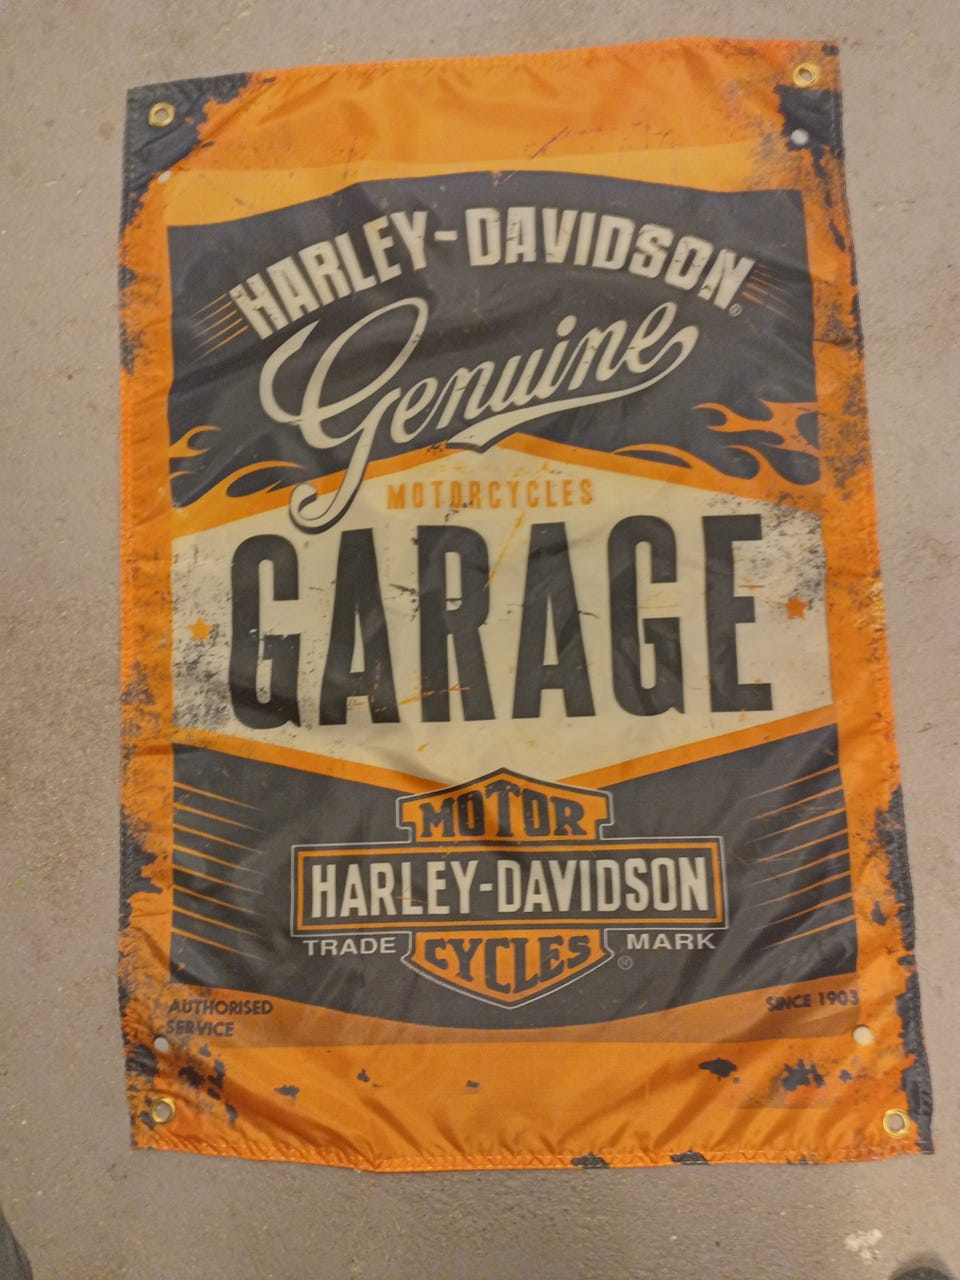 HARLEY-DAVIDSON®
Genuine
MOTORCYCLES
GARAGE
MOTOR
HARLEY-DAVIDSON
TRADE MARK
CYCLES
®
AUTHORISED
SERVICE
SINCE 1903